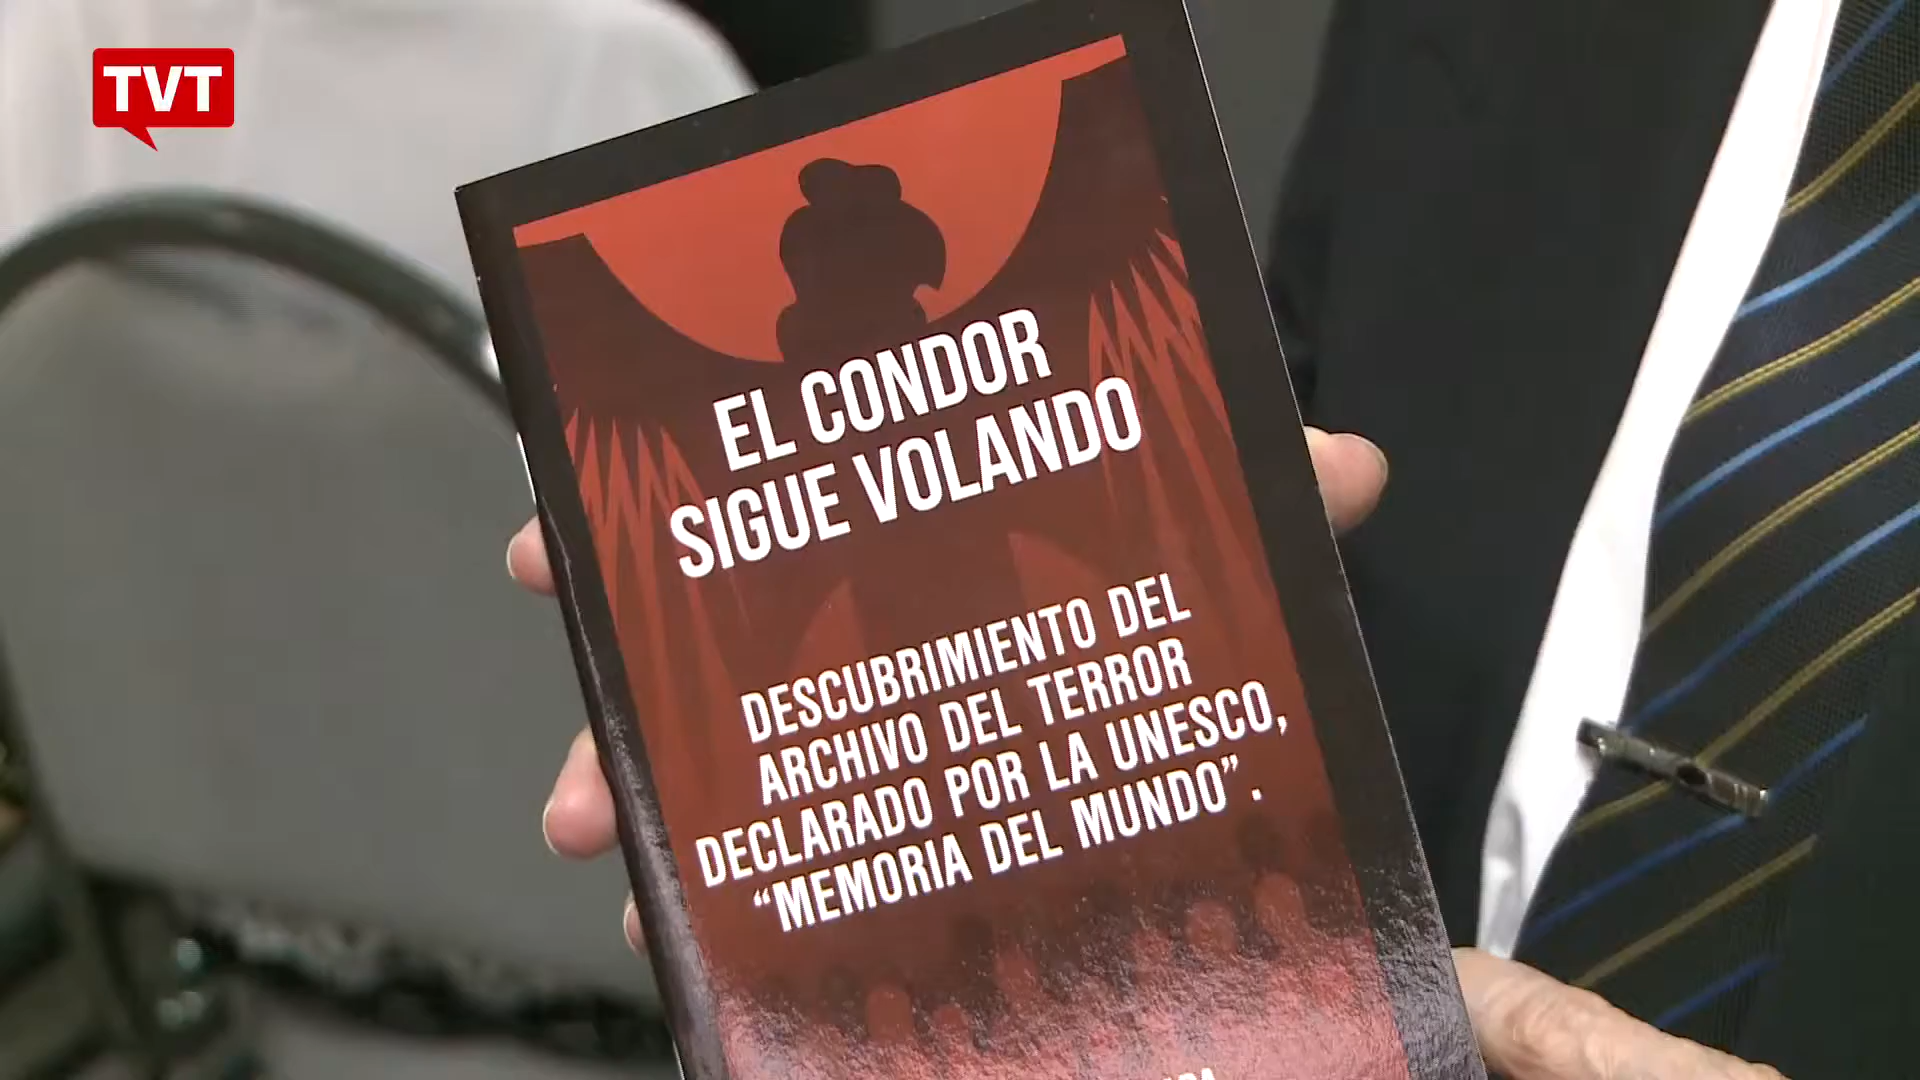 TVT
EL CONDOR
SIGUE VOLANDO
DESCUBRIMIENTO DEL
ARCHIVO DEL TERROR
DECLARADO POR LA UNESCO,
“MEMORIA DEL MUNDO”.